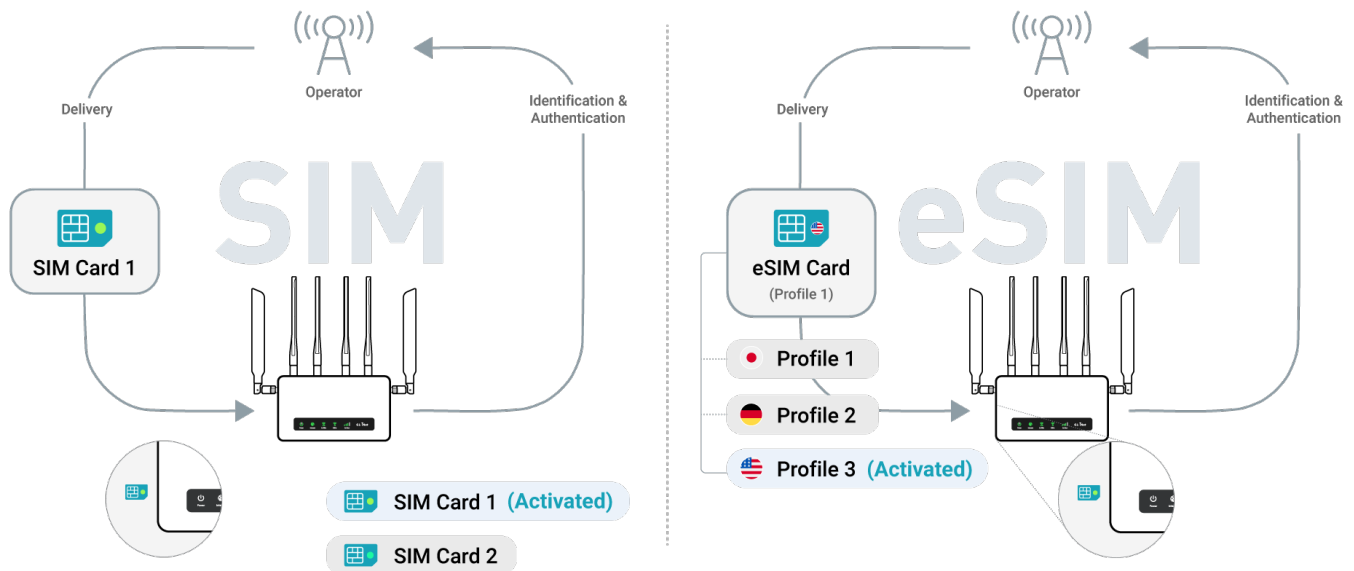 Operator
Delivery
Identification &
Authentication
SIM
SIM Card 1
SIM Card 1 (Activated)
SIM Card 2
Operator
Delivery
Identification &
Authentication
eSIM
eSIM Card
(Profile 1)
Profile 1
Profile 2
Profile 3 (Activated)